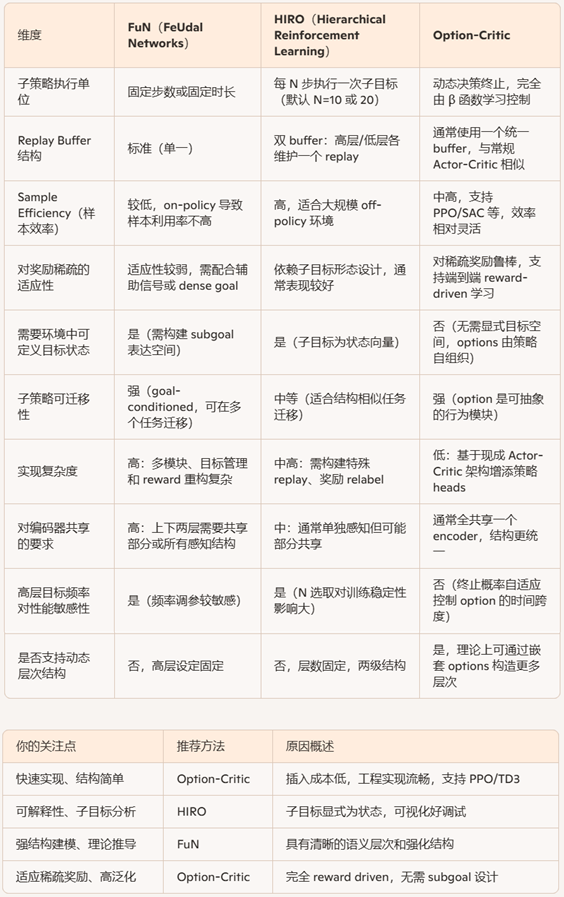 维度
FuN（FeUdal
Networks）
HIRO（Hierarchical
Reinforcement
Learning）
Option-Critic
子策略执行单
位
固定步数或固定时长
每 N 步执行一次子目标
（默认 N=10 或 20）
动态决策终止，完全
由 β 函数学习控制
Replay Buffer
结构
标准（单一）
双 buffer：高层/低层各
维护一个 replay
通常使用一个统一
buffer，与常规
Actor-Critic 相似
Sample
Efficiency（样
本效率）
较低，on-policy 导致
样本利用率不高
高，适合大规模 off-
policy 环境
中高，支持
PPO/SAC 等，效率
相对灵活
对奖励稀疏的
适应性
适应性较弱，需配合辅
助信号或 dense goal
依赖子目标形态设计，通
常表现较好
对稀疏奖励鲁棒，支
持端到端 reward-
driven 学习
需要环境中可
定义目标状态
是（需构建 subgoal
表达空间）
是（子目标为状态向量）
否（无需显式目标空
间，options 由策略
自组织）
子策略可迁移
性
强（goal-
conditioned，可在多
个任务迁移）
中等（适合结构相似任务
迁移）
强（option 是可抽象
的行为模块）
实现复杂度
高：多模块、目标管理
和 reward 重构复杂
中高：需构建特殊
replay、奖励 relabel
低：基于现成 Actor-
Critic 架构增添策略
heads
对编码器共享
的要求
高：上下两层需要共享
部分或所有感知结构
中：通常单独感知但可能
部分共享
通常全共享一个
encoder，结构更统
一
高层目标频率
对性能敏感性
是（频率调参较敏感）
是（N 选取对训练稳定性
影响大）
否（终止概率自适应
控制 option 的时间跨
度）
是否支持动态
层次结构
否，高层设定固定
否，层数固定，两级结构
是，理论上可通过嵌
套 options 构造更多
层次
你的关注点
推荐方法
原因概述
快速实现、结构简单
Option-Critic
插入成本低，工程实现流畅，支持 PPO/TD3
可解释性、子目标分析
HIRO
子目标显式为状态，可视化好调试
强结构建模、理论推导
FuN
具有清晰的语义层次和强化结构
适应稀疏奖励、高泛化
Option-Critic
完全 reward driven，无需 subgoal 设计